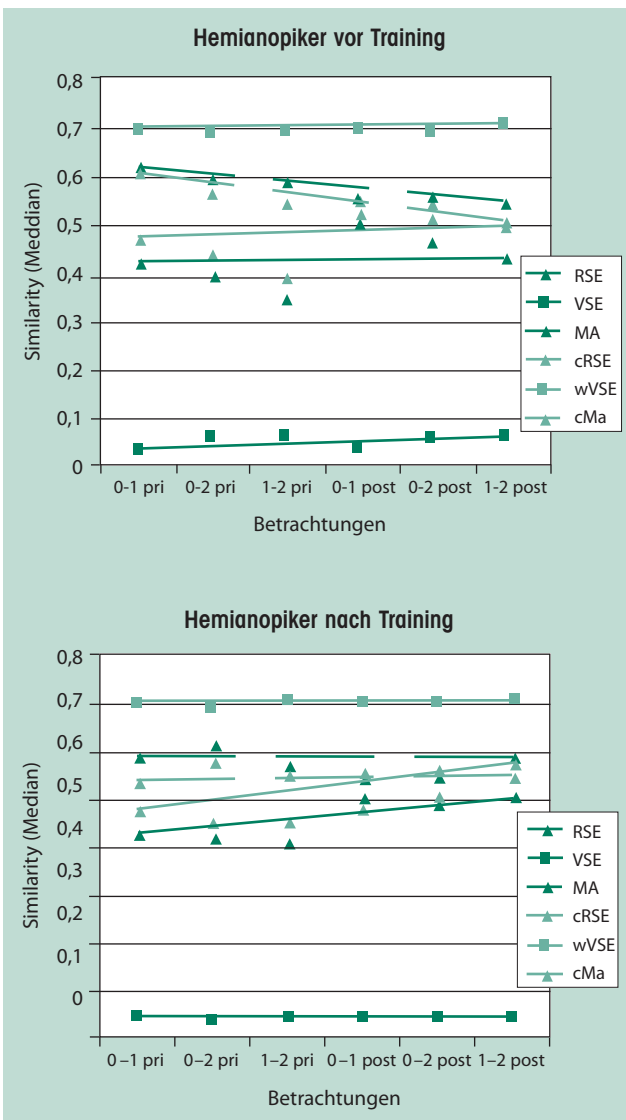 Hemianopiker vor Training
0,8
0,7
0,6
0,5
0,4
0,3
0,2
0,1
0
Similarity (Meddian)
0-1 pri 0-2 pri 1-2 pri 0-1 post 0-2 post 1-2 post
Betrachtungen
RSE
VSE
MA
cRSE
wVSE
cMa
Hemianopiker nach Training
0,8
0,7
0,6
0,5
0,4
0,3
0,2
0,1
0
Similarity (Median)
0–1 pri 0–2 pri 1–2 pri 0–1 post 0–2 post 1–2 post
Betrachtungen
RSE
VSE
MA
cRSE
wVSE
cMa